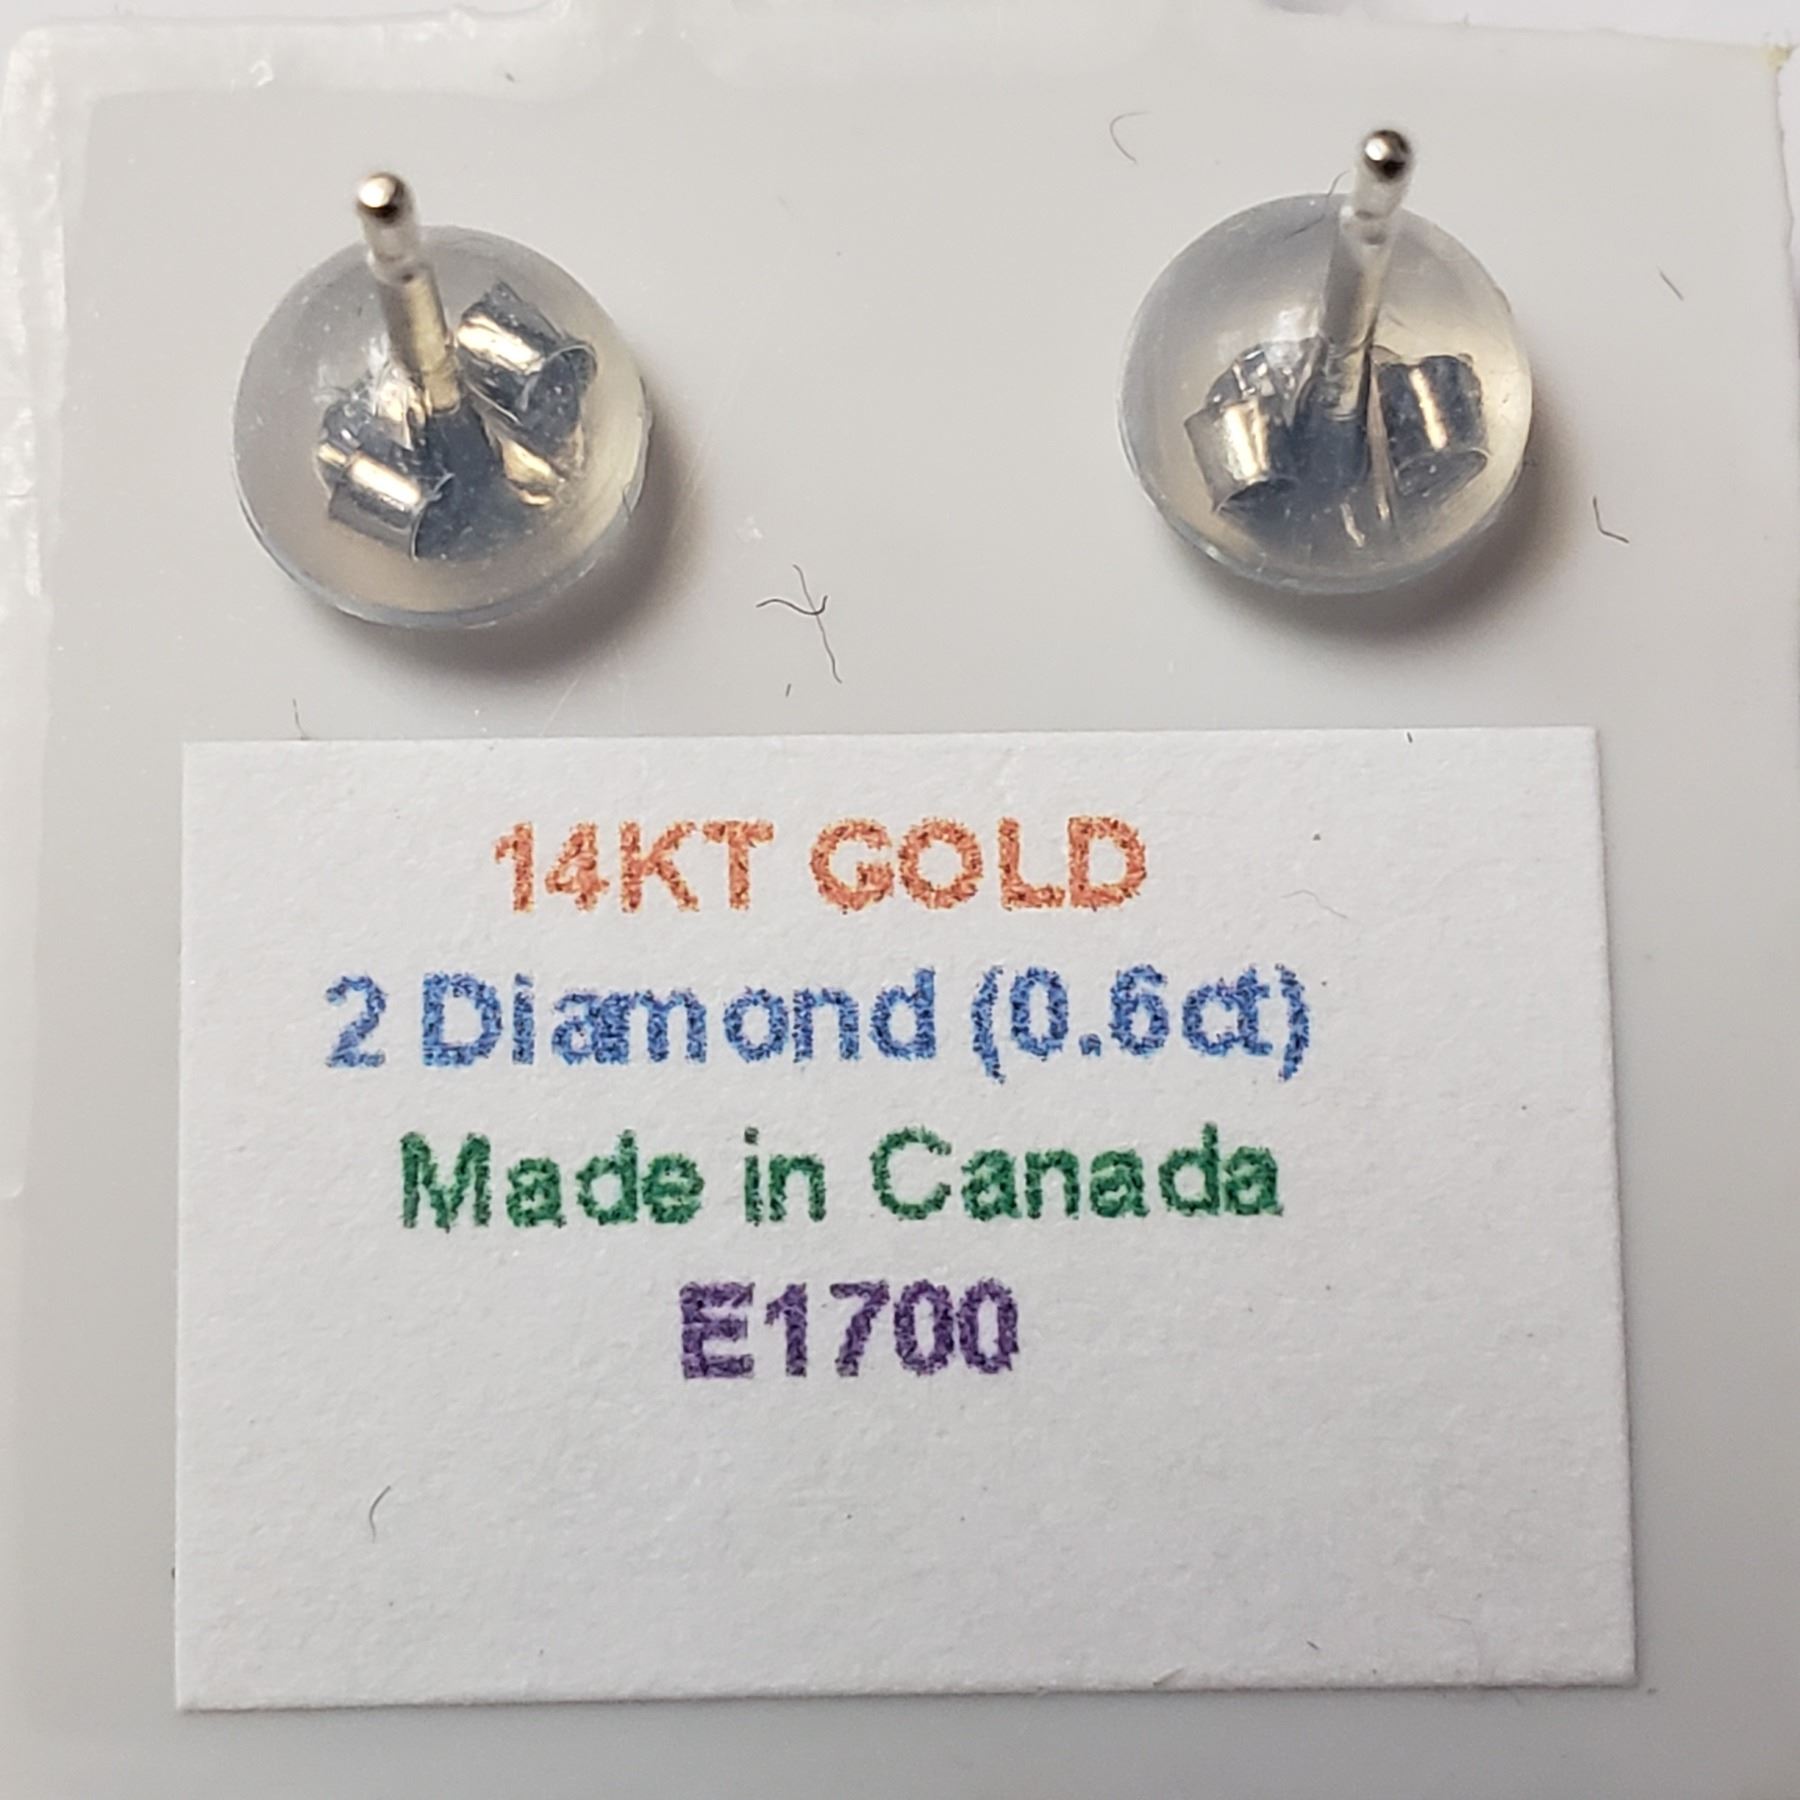 14KT GOLD
2 Diamond (0.6ct)
Made in Canada
E1700